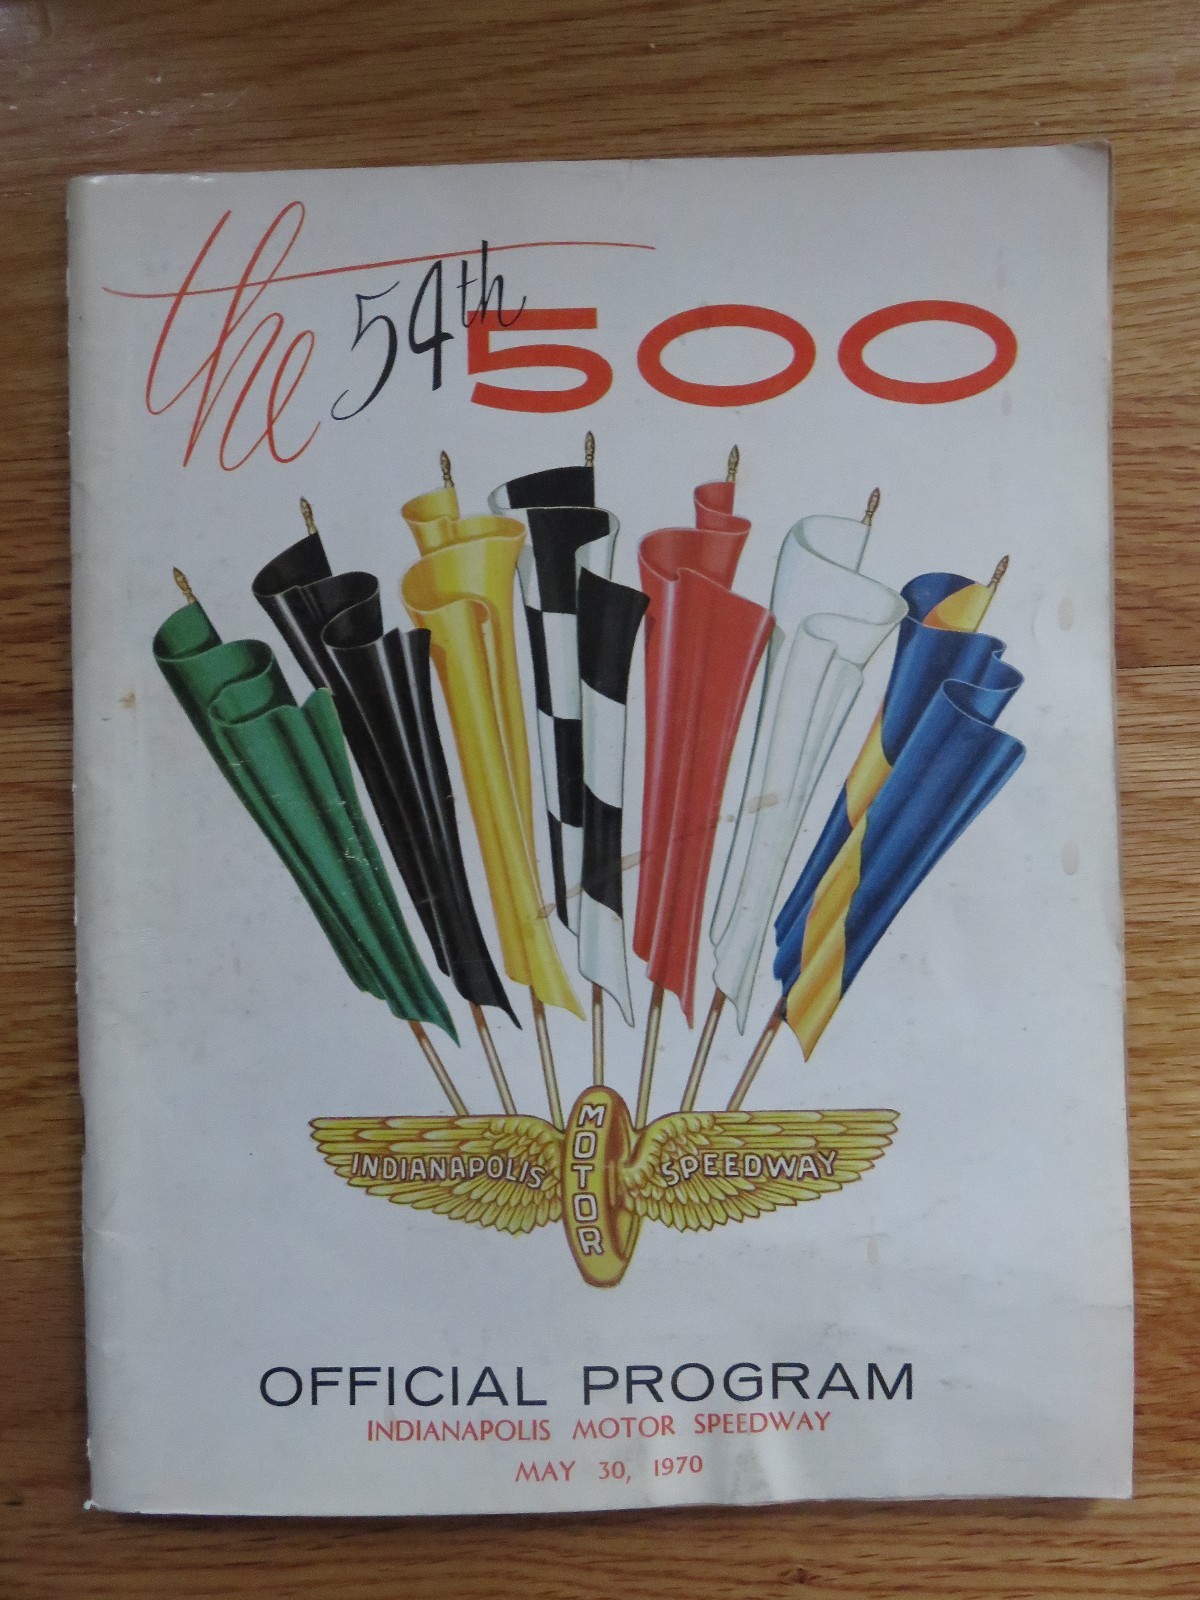 the 54th 500
INDIANAPOLIS MOTOR SPEEDWAY
OFFICIAL PROGRAM
INDIANAPOLIS MOTOR SPEEDWAY
MAY 30, 1970